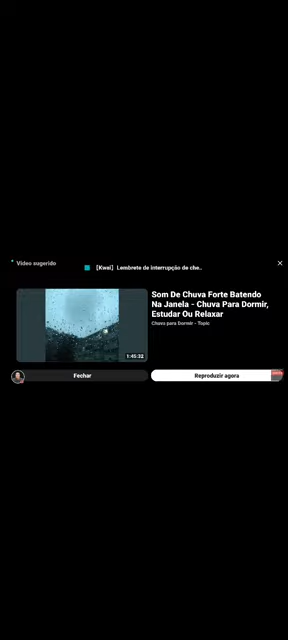 Vídeo sugerido
[Kwai] Lembrete de interrupção de che..
Som De Chuva Forte Batendo
Na Janela - Chuva Para Dormir,
Estudar Ou Relaxar
Chuva para Dormir - Topic
1:45:32
Fechar
Reproduzir agora